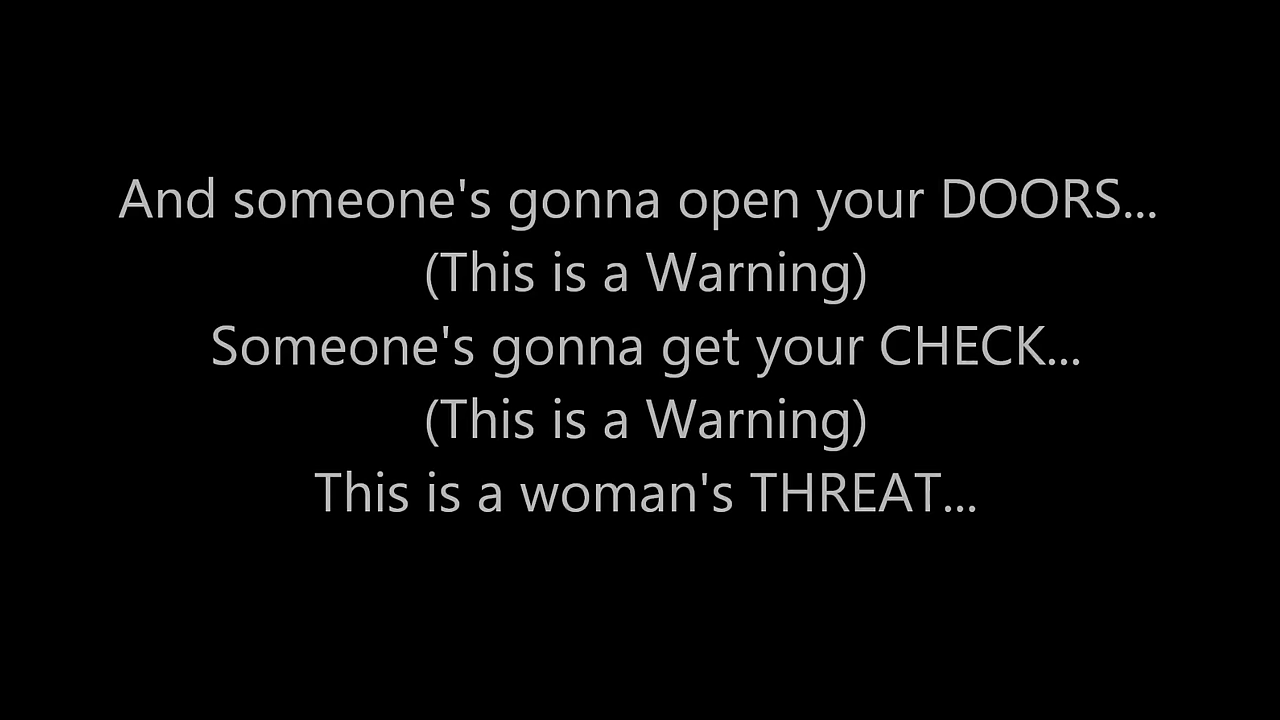 And someone's gonna open your DOORS...
(This is a Warning)
Someone's gonna get your CHECK...
(This is a Warning)
This is a woman's THREAT...